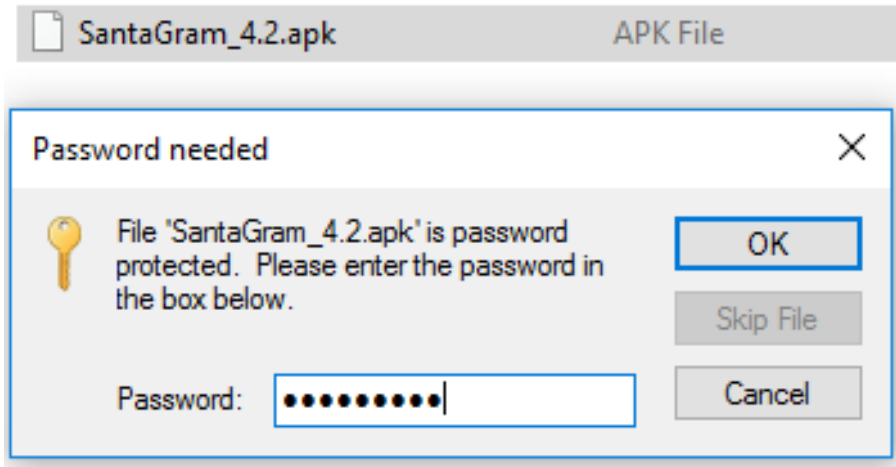 SantaGram_4.2.apk APK File
Password needed
File 'SantaGram_4.2.apk' is password
protected. Please enter the password in
the box below.
OK
Skip File
Password: ●●●●●●●●●
Cancel